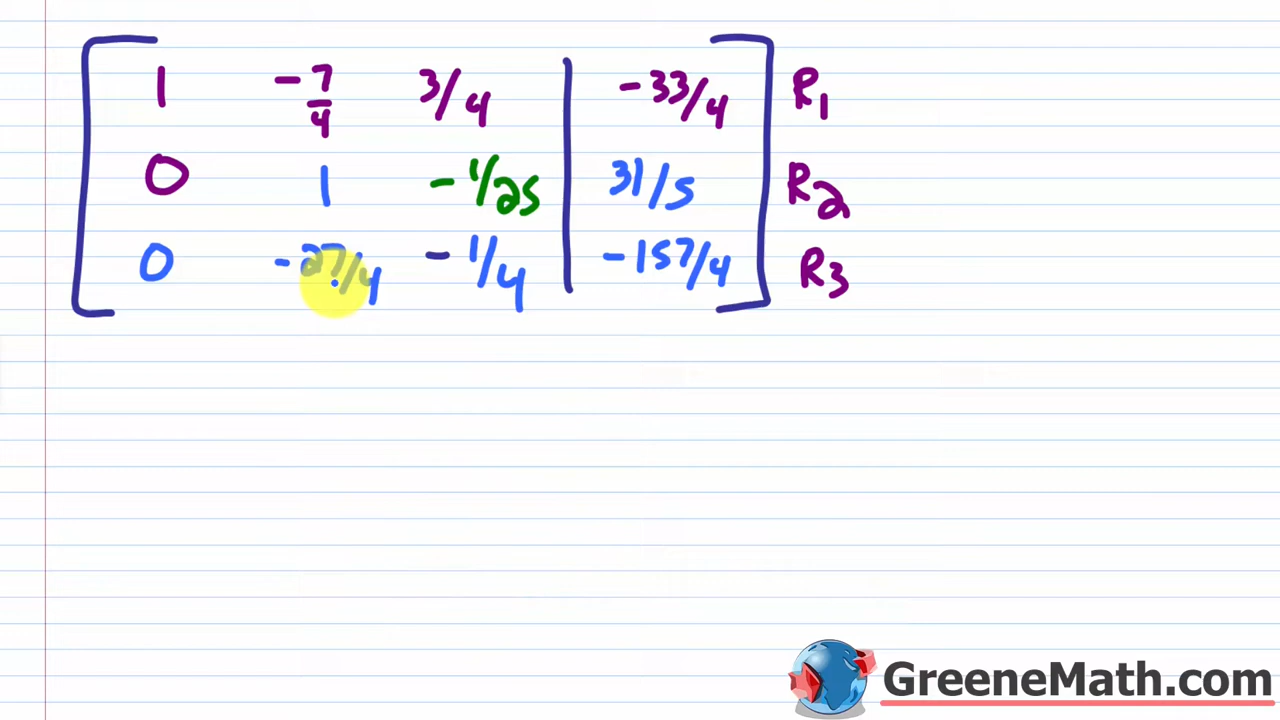 1 -7/4 3/4 | -33/4 R1
0 1 -1/25 | 31/5 R2
0 -27/4 -1/4 | -157/4 R3
GreeneMath.com